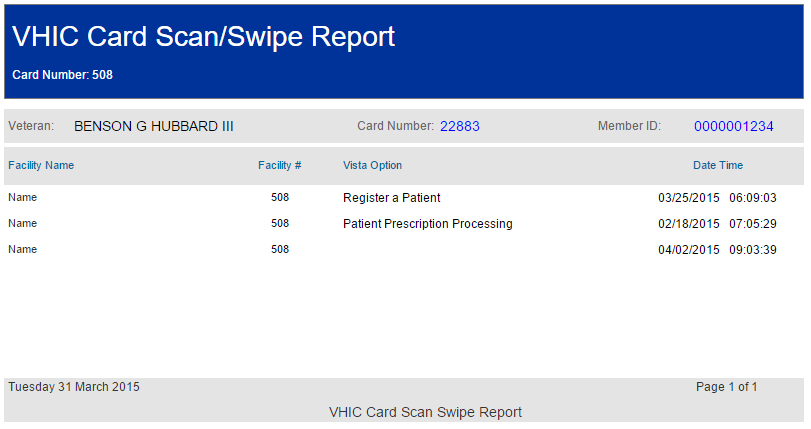 VHIC Card Scan/Swipe Report
Card Number: 508
Veteran: BENSON G HUBBARD III Card Number: 22883 Member ID: 0000001234
Facility Name Facility # Vista Option Date Time
Name 508 Register a Patient 03/25/2015 06:09:03
Name 508 Patient Prescription Processing 02/18/2015 07:05:29
Name 508 04/02/2015 09:03:39
Tuesday 31 March 2015 Page 1 of 1
VHIC Card Scan Swipe Report